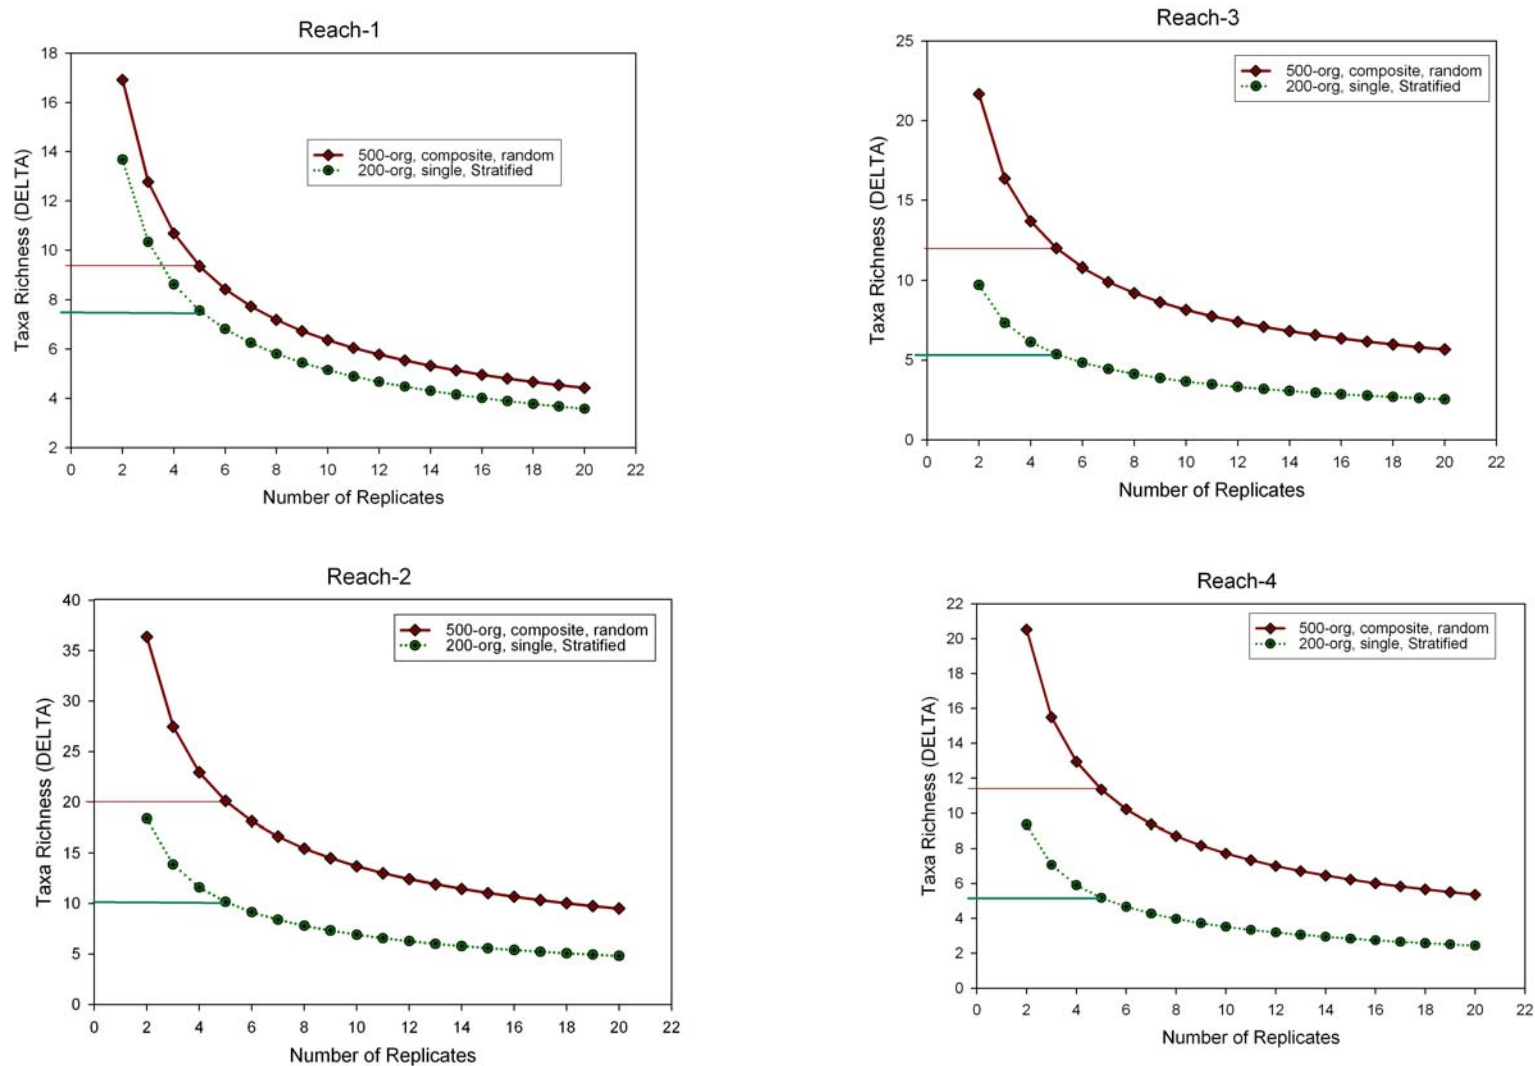 Reach-1
18
16
14
12
10
8
6
4
2
Taxa Richness (DELTA)
500-org, composite, random
200-org, single, Stratified
0 2 4 6 8 10 12 14 16 18 20 22
Number of Replicates
Reach-3
25
20
15
10
5
0
Taxa Richness (DELTA)
500-org, composite, random
200-org, single, Stratified
0 2 4 6 8 10 12 14 16 18 20 22
Number of Replicates
Reach-2
40
35
30
25
20
15
10
5
0
Taxa Richness (DELTA)
500-org, composite, random
200-org, single, Stratified
0 2 4 6 8 10 12 14 16 18 20 22
Number of Replicates
Reach-4
22
20
18
16
14
12
10
8
6
4
2
0
Taxa Richness (DELTA)
500-org, composite, random
200-org, single, Stratified
0 2 4 6 8 10 12 14 16 18 20 22
Number of Replicates